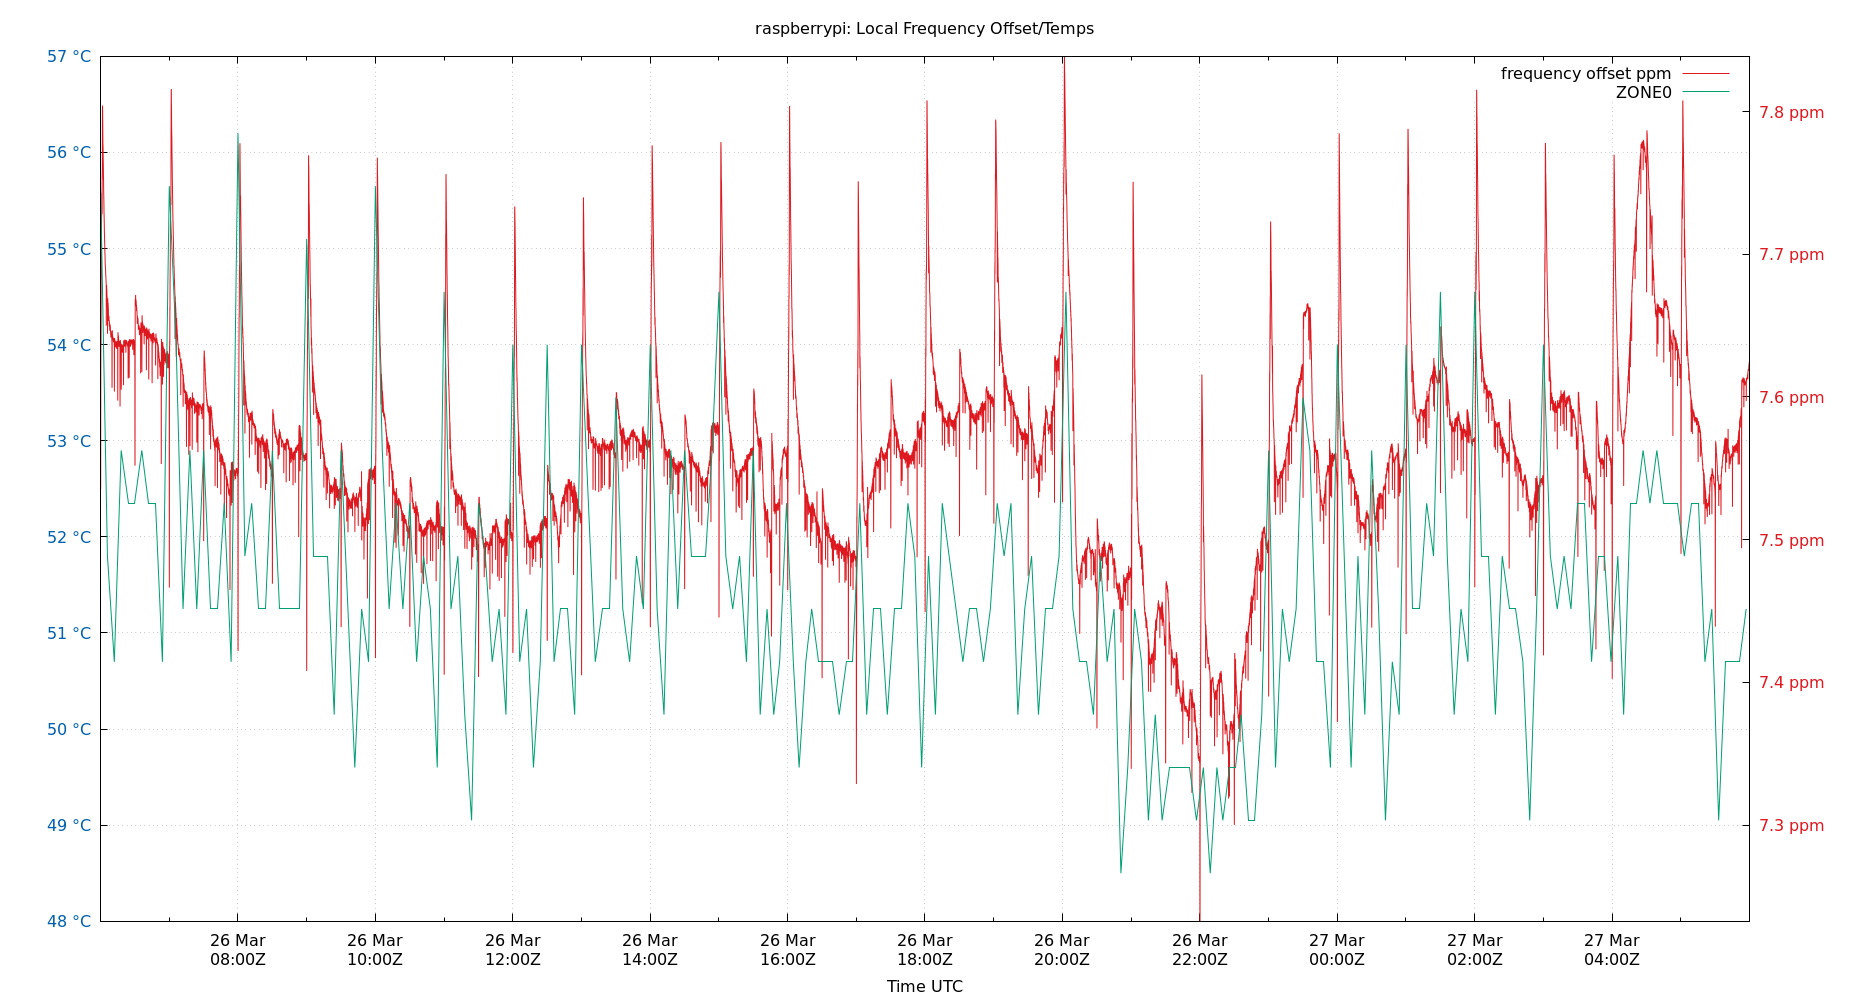 raspberrypi: Local Frequency Offset/Temps
57 °C
56 °C
55 °C
54 °C
53 °C
52 °C
51 °C
50 °C
49 °C
48 °C
frequency offset ppm
ZONE0
7.8 ppm
7.7 ppm
7.6 ppm
7.5 ppm
7.4 ppm
7.3 ppm
26 Mar
08:00Z
26 Mar
10:00Z
26 Mar
12:00Z
26 Mar
14:00Z
26 Mar
16:00Z
26 Mar
18:00Z
26 Mar
20:00Z
26 Mar
22:00Z
27 Mar
00:00Z
27 Mar
02:00Z
27 Mar
04:00Z
Time UTC